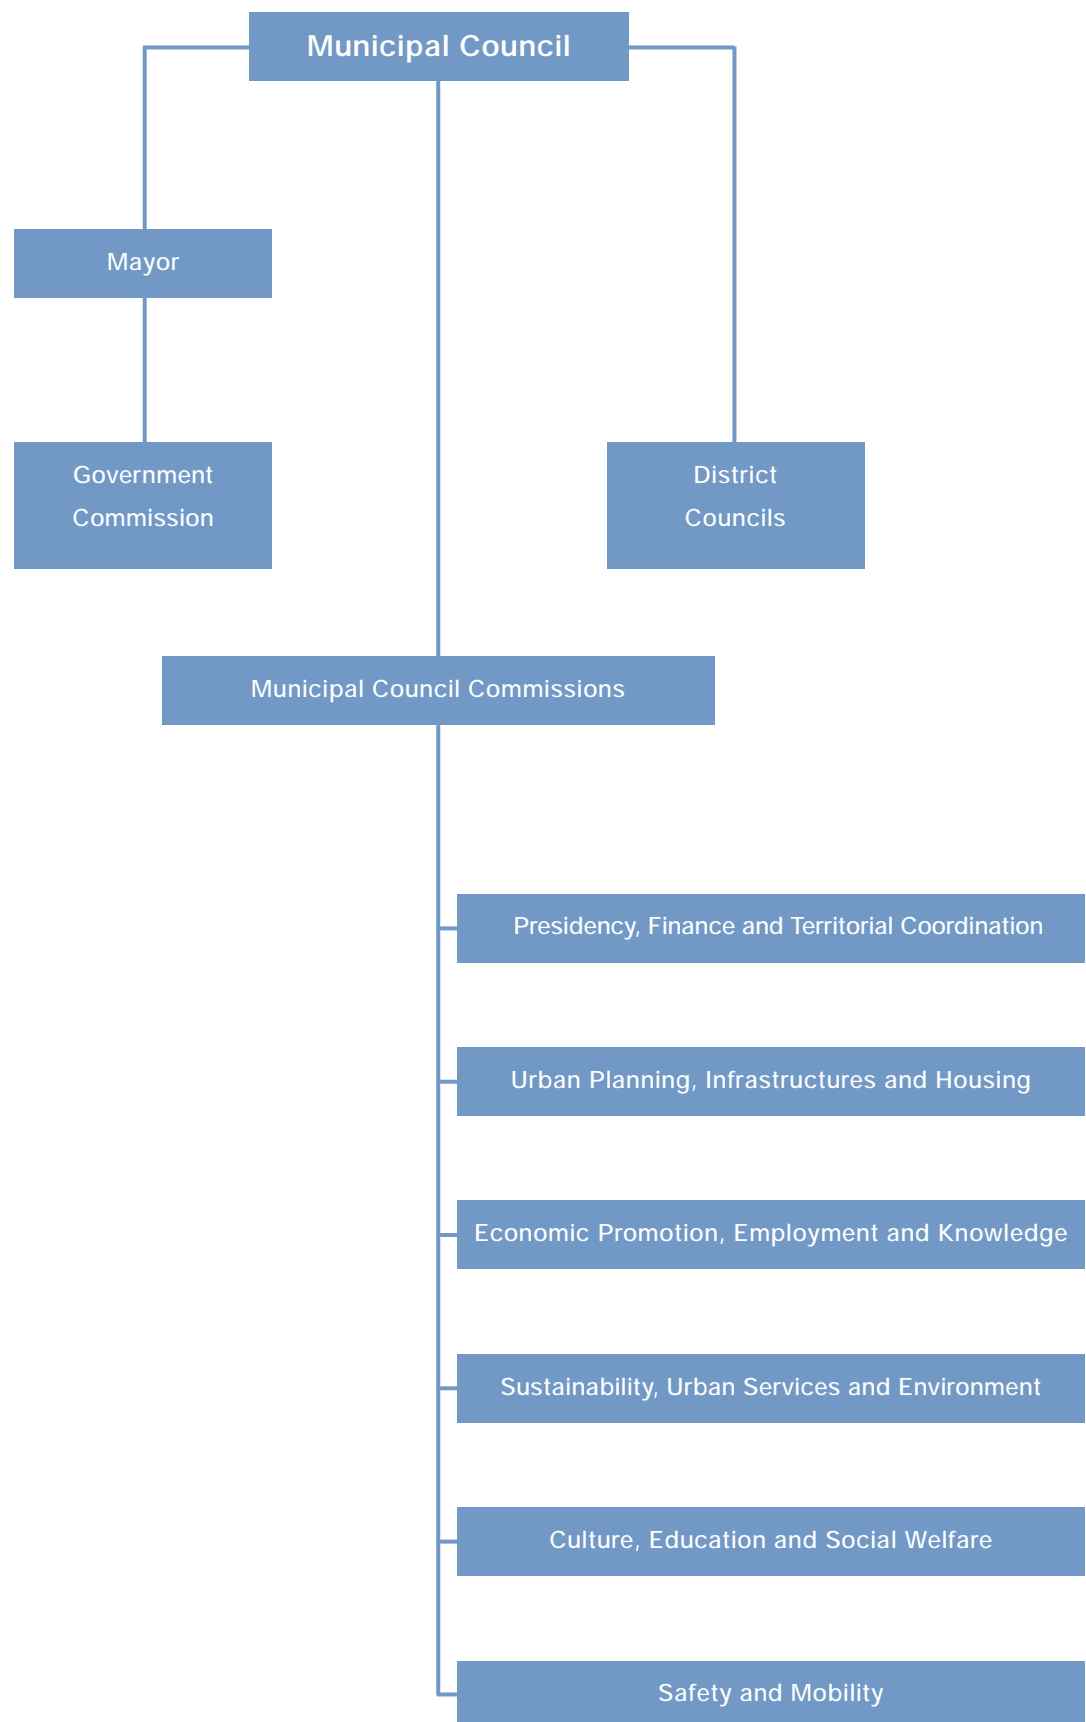 Municipal Council
Mayor
Government
Commission
District
Councils
Municipal Council Commissions
Presidency, Finance and Territorial Coordination
Urban Planning, Infrastructures and Housing
Economic Promotion, Employment and Knowledge
Sustainability, Urban Services and Environment
Culture, Education and Social Welfare
Safety and Mobility